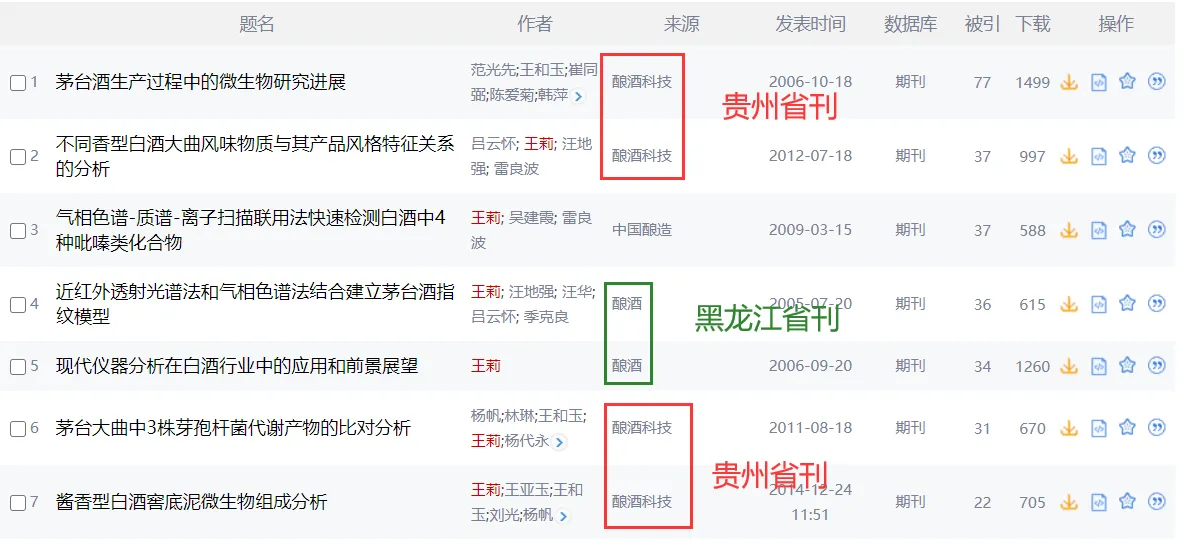 题名 作者 来源 发表时间 数据库 被引 下载 操作
1 茅台酒生产过程中的微生物研究进展 范光先;王和玉;崔同弼;陈爱菊;韩萍 酿酒科技 2006-10-18 期刊 77 1499
贵州省刊
2 不同香型白酒大曲风味物质与其产品风格特征关系的分析 吕云怀; 王莉; 汪地强; 雷良波 酿酒科技 2012-07-18 期刊 37 997
3 气相色谱-质谱-离子扫描联用法快速检测白酒中4种吡嗪类化合物 王莉; 吴建霞; 雷良波 中国酿造 2009-03-15 期刊 37 588
4 近红外透射光谱法和气相色谱法结合建立茅台酒指纹模型 王莉; 汪地强; 汪华; 吕云怀; 季克良 酿酒 2005-07-20 期刊 36 615
黑龙江省刊
5 现代仪器分析在白酒行业中的应用和前景展望 王莉 酿酒 2006-09-20 期刊 34 1260
6 茅台大曲中3株芽孢杆菌代谢产物的比对分析 杨帆;林琳;王和玉;王莉;杨代永 酿酒科技 2011-08-18 期刊 31 670
贵州省刊
7 酱香型白酒窖底泥微生物组成分析 王莉;王亚玉;王和玉;刘光;杨帆 酿酒科技 2014-12-24 11:51 期刊 22 705